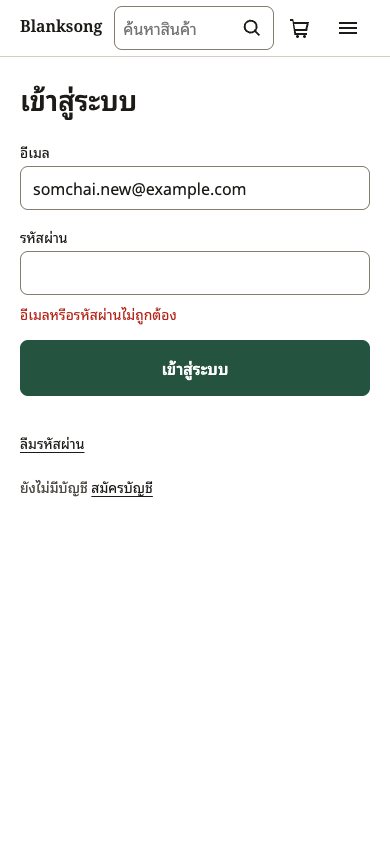 Blanksong
ค้นหาสินค้า
เข้าสู่ระบบ
อีเมล
somchai.new@example.com
รหัสผ่าน
อีเมลหรือรหัสผ่านไม่ถูกต้อง
เข้าสู่ระบบ
ลืมรหัสผ่าน
ยังไม่มีบัญชี สมัครบัญชี